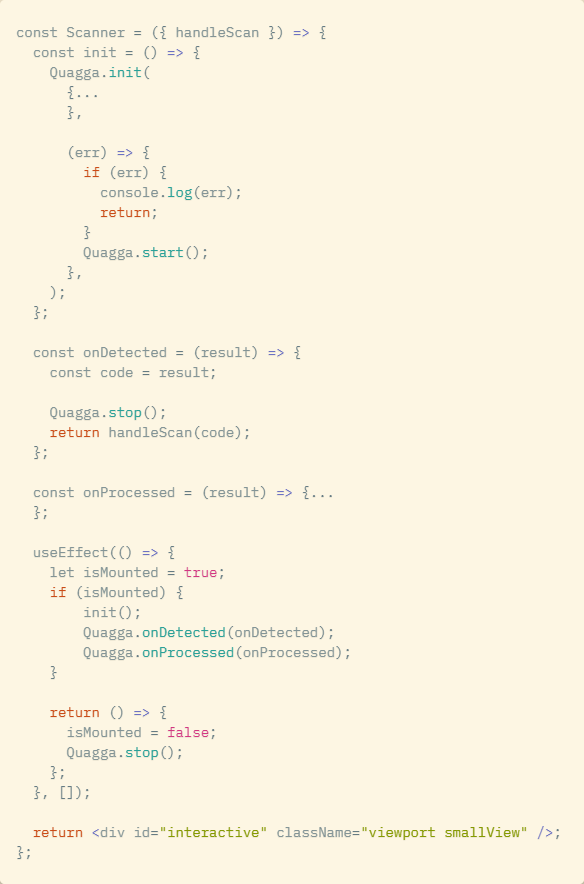 const Scanner = ({ handleScan }) => {
  const init = () => {
    Quagga.init(
      {...
      },

      (err) => {
        if (err) {
          console.log(err);
          return;
        }
        Quagga.start();
      },
    );
  };

  const onDetected = (result) => {
    const code = result;

    Quagga.stop();
    return handleScan(code);
  };

  const onProcessed = (result) => {...
  };

  useEffect(() => {
    let isMounted = true;
    if (isMounted) {
        init();
        Quagga.onDetected(onDetected);
        Quagga.onProcessed(onProcessed);
    }

    return () => {
      isMounted = false;
      Quagga.stop();
    };
  }, []);

  return <div id="interactive" className="viewport smallView" />;
};